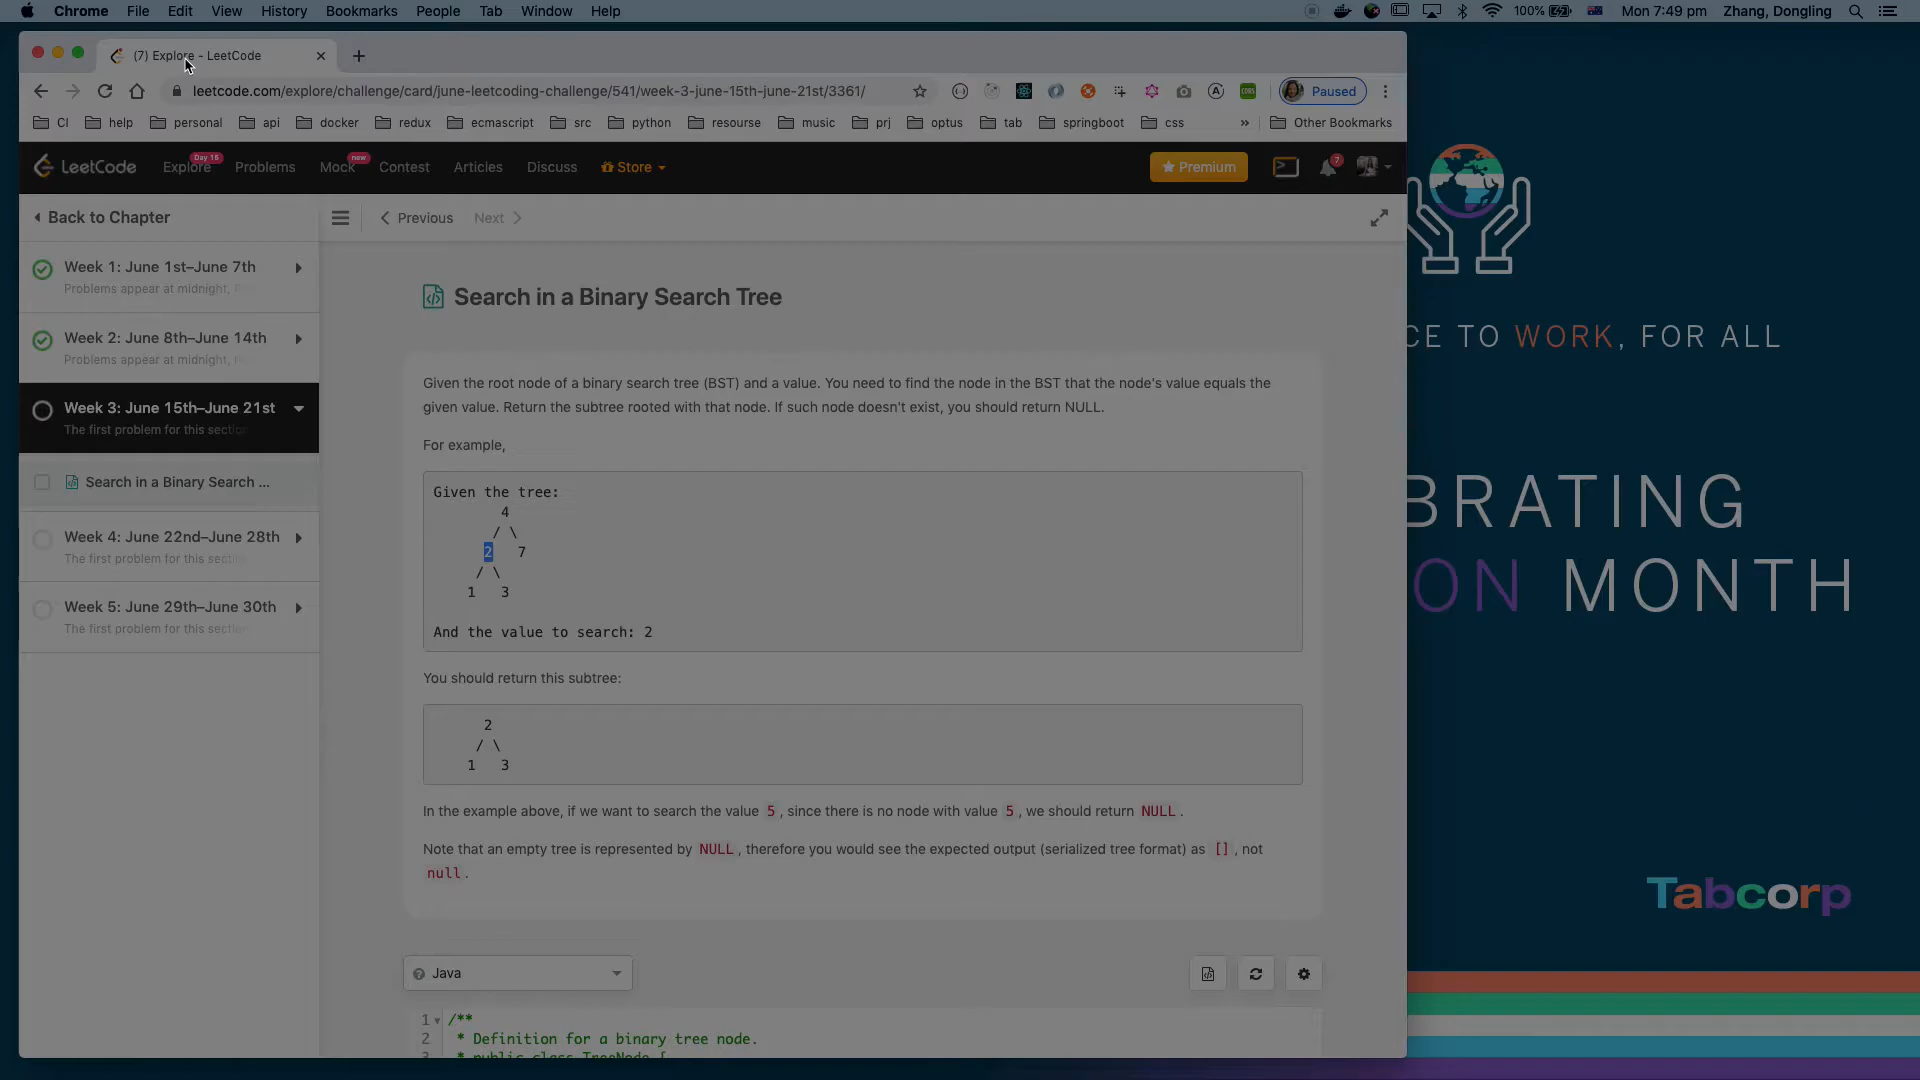 Chrome File Edit View History Bookmarks People Tab Window Help 100% Mon 7:49 pm Zhang, Dongling
(7) Explore - LeetCode
leetcode.com/explore/challenge/card/june-leetcoding-challenge/541/week-3-june-15th-june-21st/3361/ Paused
CI help personal api docker redux ecmascript src python resourse music prj optus tab springboot css » Other Bookmarks
LeetCode Explore Day 15 Problems Mock new Contest Articles Discuss Store Premium 7
Back to Chapter
Previous Next
Week 1: June 1st–June 7th
Problems appear at midnight,
Week 2: June 8th–June 14th
Problems appear at midnight,
Week 3: June 15th–June 21st
The first problem for this section
Search in a Binary Search ...
Week 4: June 22nd–June 28th
The first problem for this section
Week 5: June 29th–June 30th
The first problem for this section
Search in a Binary Search Tree
Given the root node of a binary search tree (BST) and a value. You need to find the node in the BST that the node's value equals the
given value. Return the subtree rooted with that node. If such node doesn't exist, you should return NULL.
For example,
Given the tree:
4
/ \
2 7
/ \
1 3
And the value to search: 2
You should return this subtree:
2
/ \
1 3
In the example above, if we want to search the value 5, since there is no node with value 5, we should return NULL.
Note that an empty tree is represented by NULL, therefore you would see the expected output (serialized tree format) as [], not
null.
Java
1 /**
2 * Definition for a binary tree node.
3 * public class TreeNode {
CE TO WORK, FOR ALL
BRATING
ON MONTH
Tabcorp